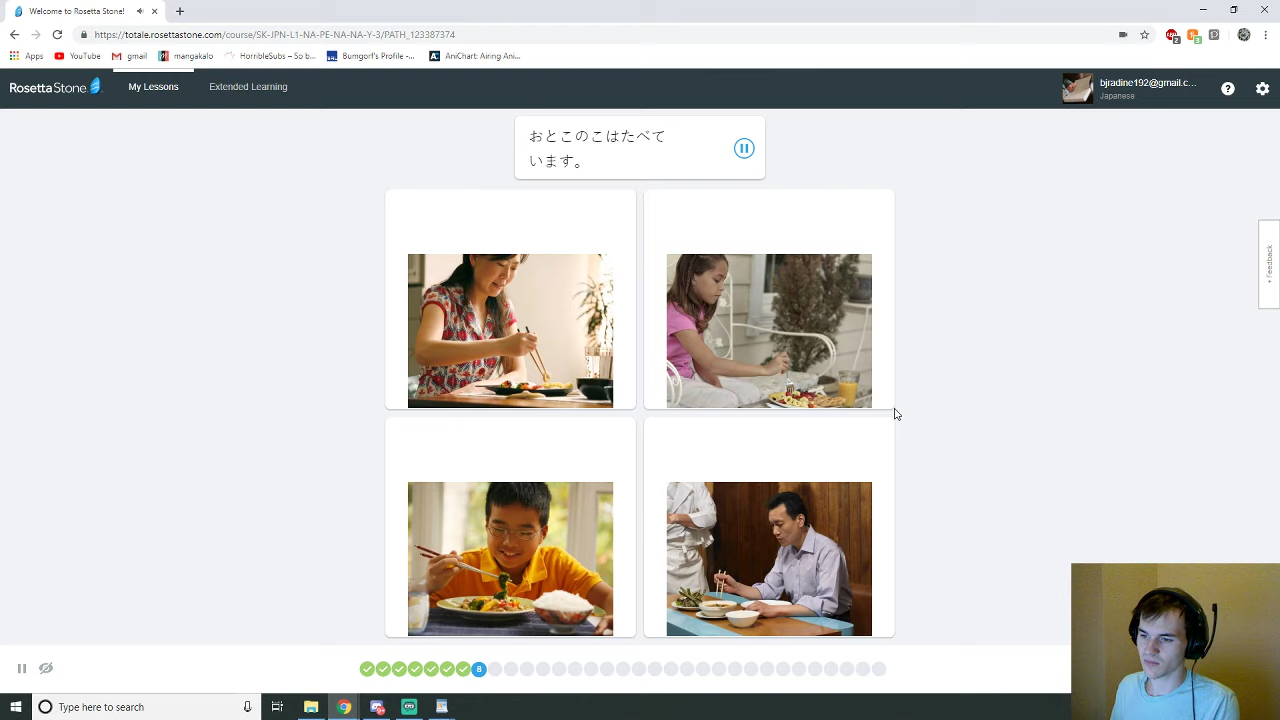 Welcome to Rosetta Stone!
https://totale.rosettastone.com/course/SK-JPN-L1-NA-PE-NA-NA-Y-3/PATH_123387374
Apps YouTube gmail mangakalo HorribleSubs – So b... Bumgorf's Profile -... AniChart: Airing Ani...
RosettaStone My Lessons Extended Learning
bjradine192@gmail.c...
Japanese
おとこのこはたべて
います。
+ Feedback
8
Type here to search